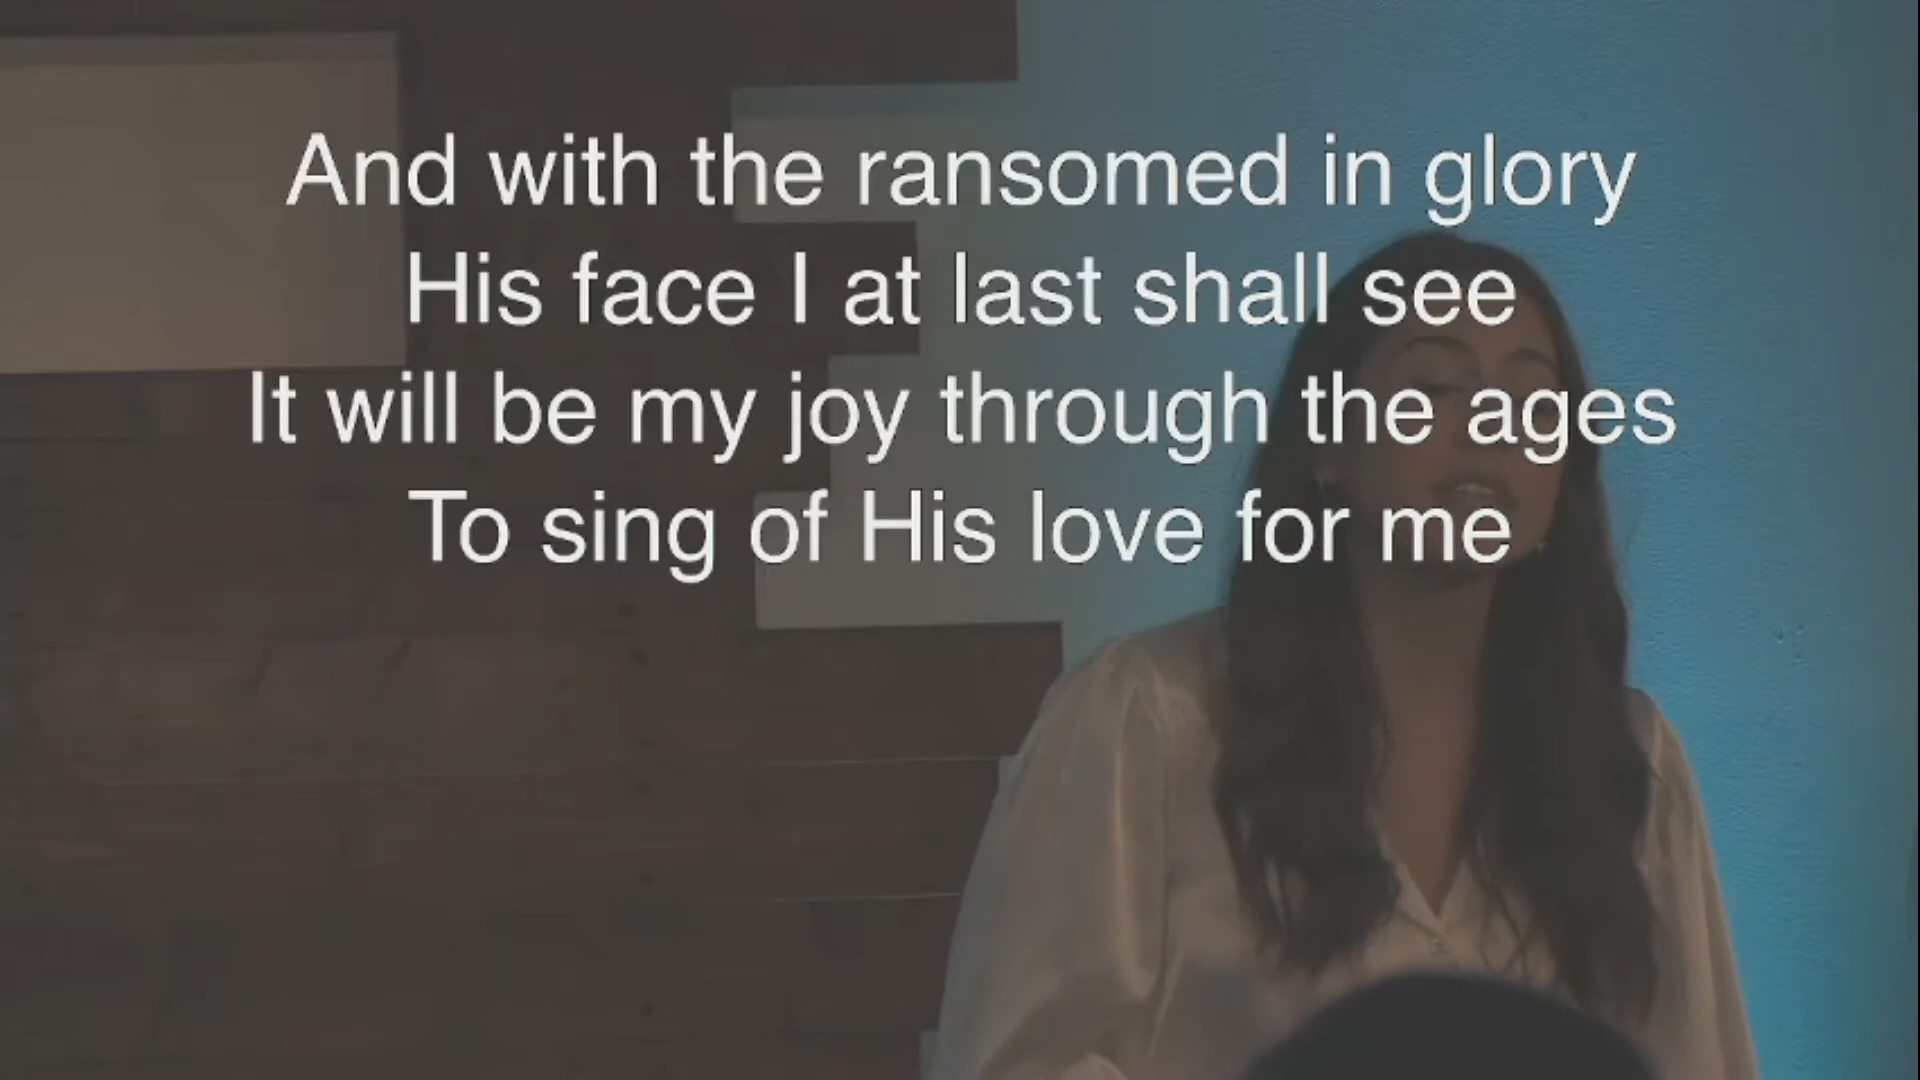 And with the ransomed in glory
His face I at last shall see
It will be my joy through the ages
To sing of His love for me